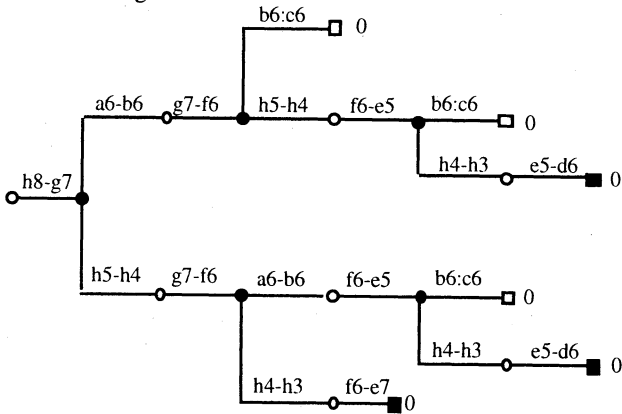 b6:c6 0
a6-b6 g7-f6 h5-h4 f6-e5 b6:c6 0
h4-h3 e5-d6 0
h8-g7
h5-h4 g7-f6 a6-b6 f6-e5 b6:c6 0
h4-h3 e5-d6 0
h4-h3 f6-e7 0